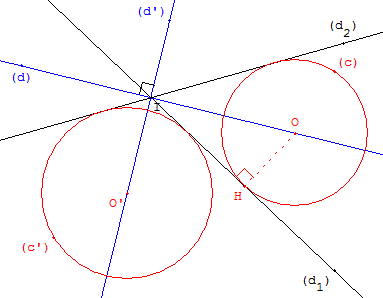 (d')
(d₂)
(c)
(d)
I
O
H
O'
(c')
(d₁)